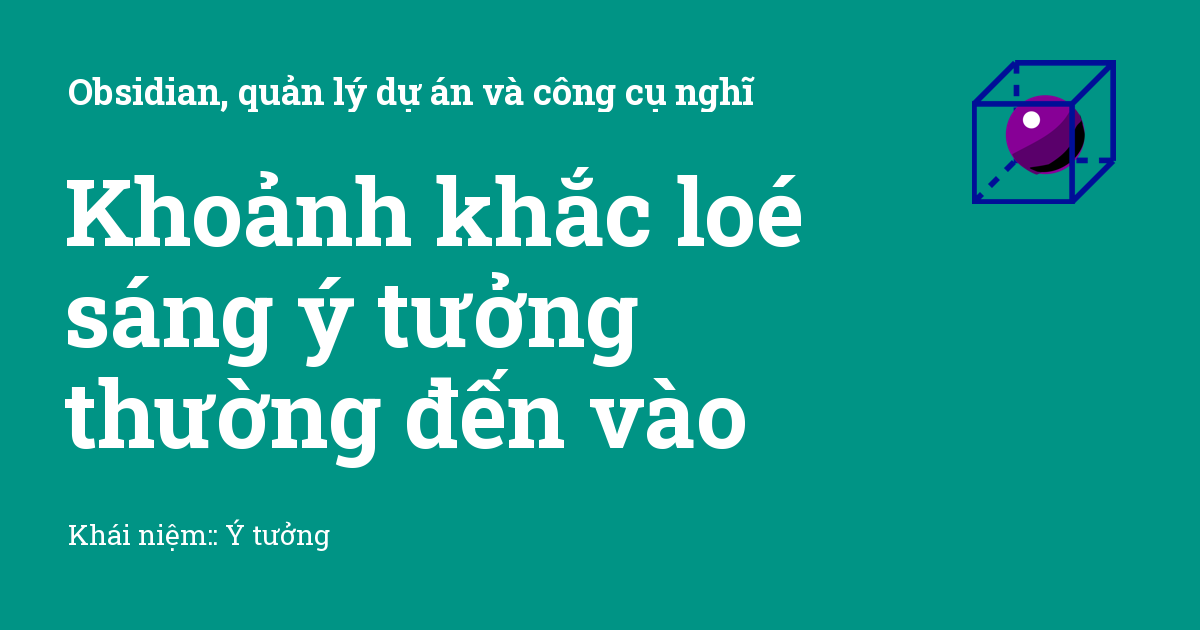 Obsidian, quản lý dự án và công cụ nghĩ
Khoảnh khắc loé
sáng ý tưởng
thường đến vào
Khái niệm:: Ý tưởng